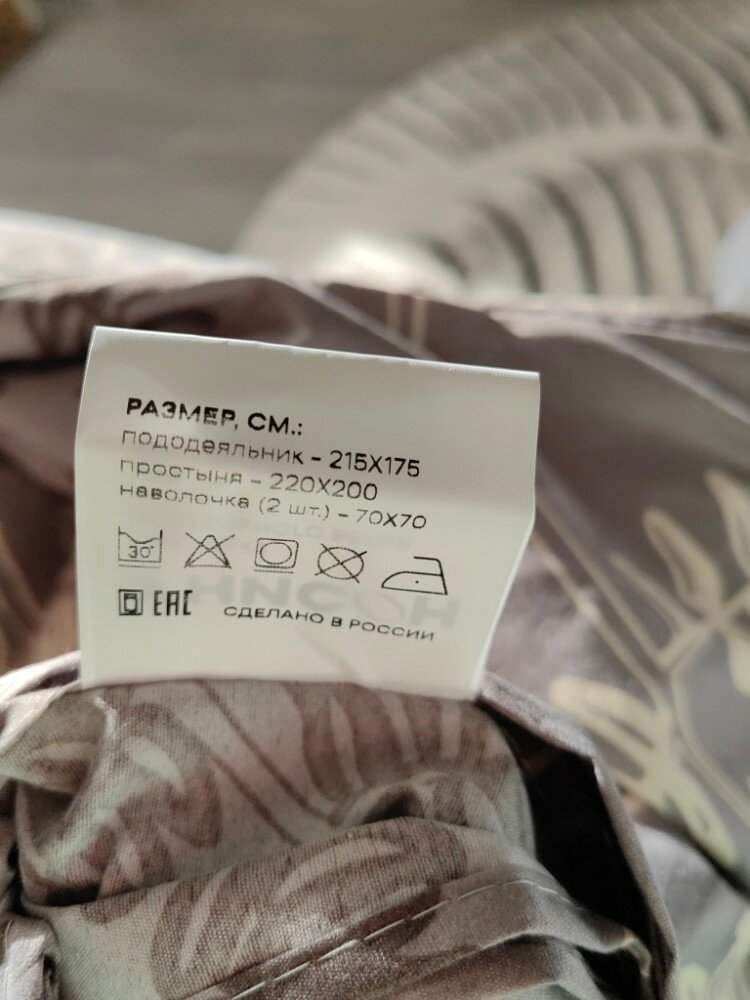 РАЗМЕР, СМ.:
пододеяльник – 215Х175
простыня – 220Х200
наволочка (2 шт.) – 70Х70
30°
ЕАС СДЕЛАНО В РОССИИ